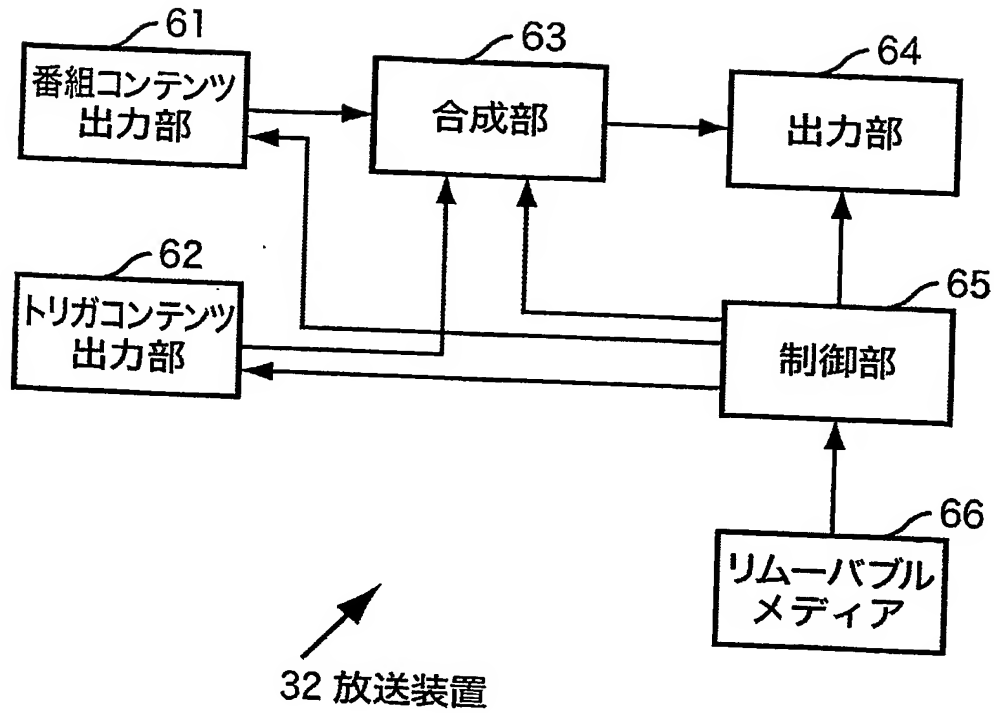 61
番組コンテンツ
出力部
63
合成部
64
出力部
62
トリガコンテンツ
出力部
65
制御部
66
リムーバブル
メディア
32 放送装置